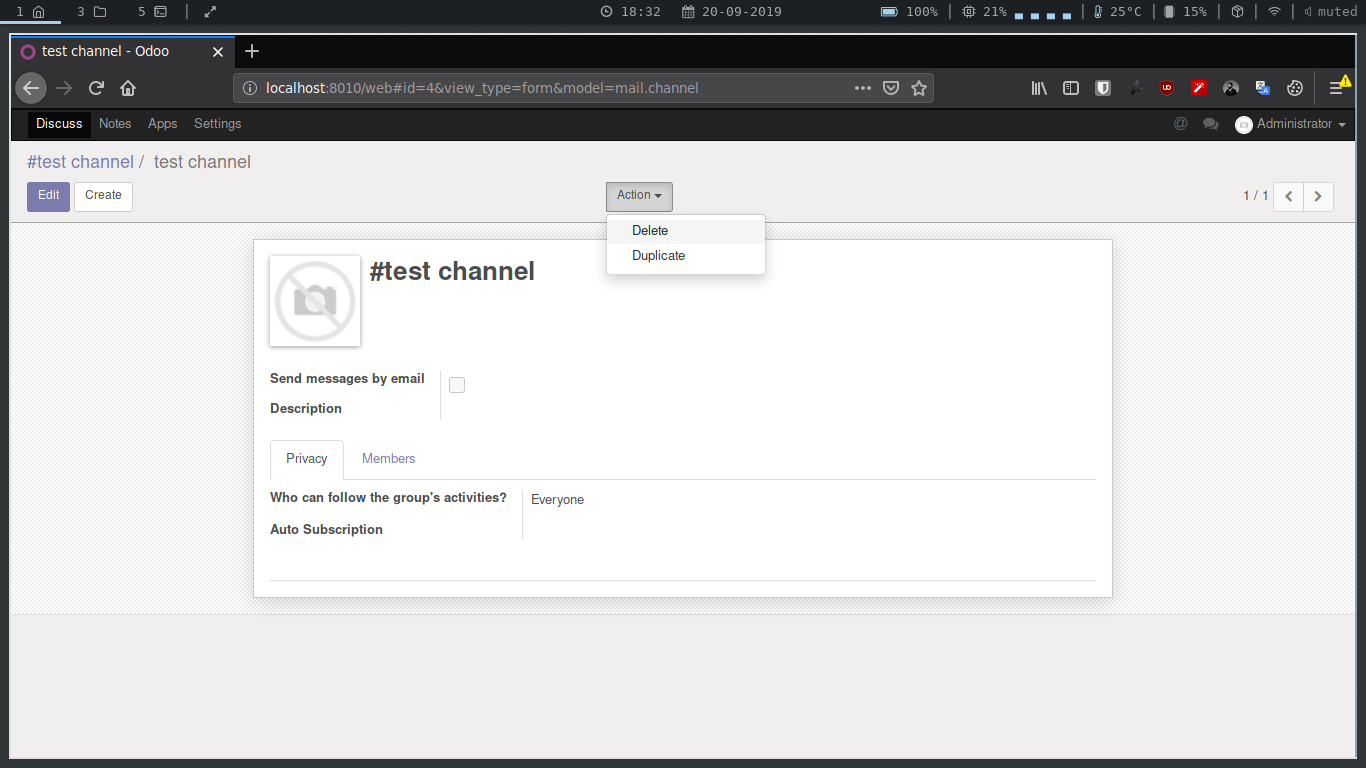 1 3 5 18:32 20-09-2019 100% 21% 25°C 15% muted
test channel - Odoo
localhost:8010/web#id=4&view_type=form&model=mail.channel
Discuss Notes Apps Settings @ Administrator
#test channel / test channel
Edit Create Action 1 / 1
Delete
Duplicate
#test channel
Send messages by email
Description
Privacy Members
Who can follow the group's activities? Everyone
Auto Subscription